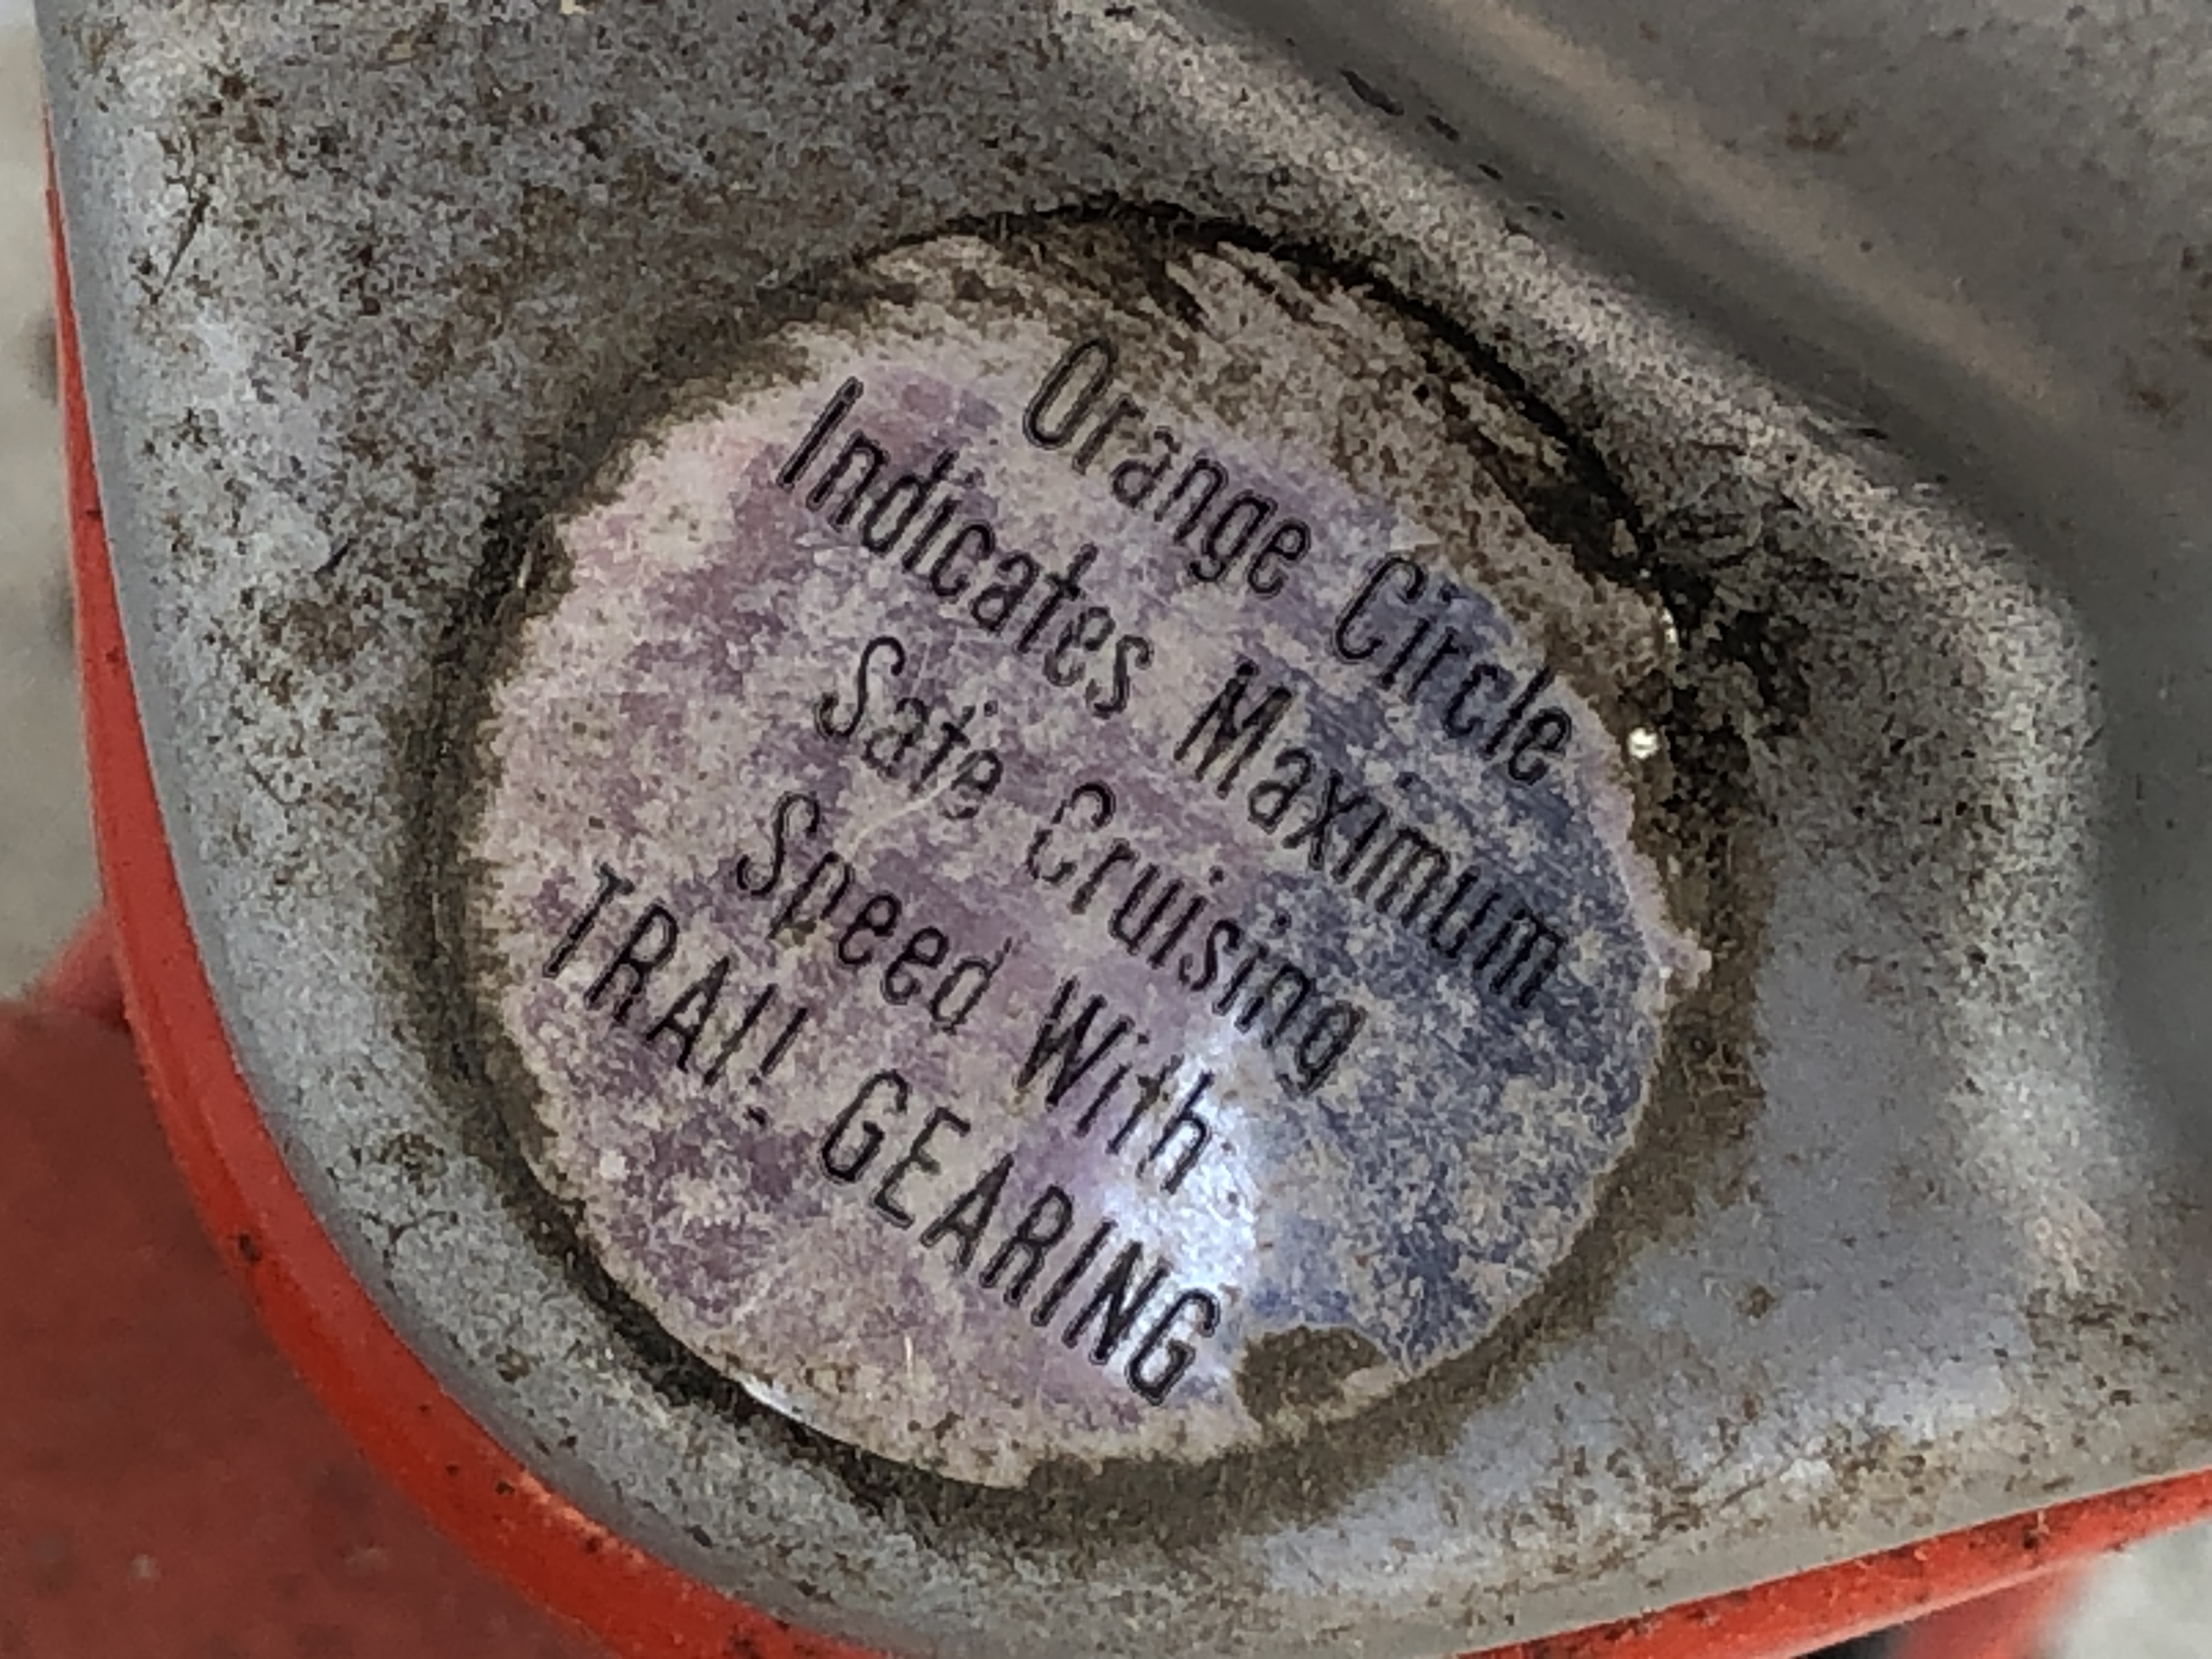 Orange Circle
Indicates Maximum
Safe Cruising
Speed With
TRAIL GEARING